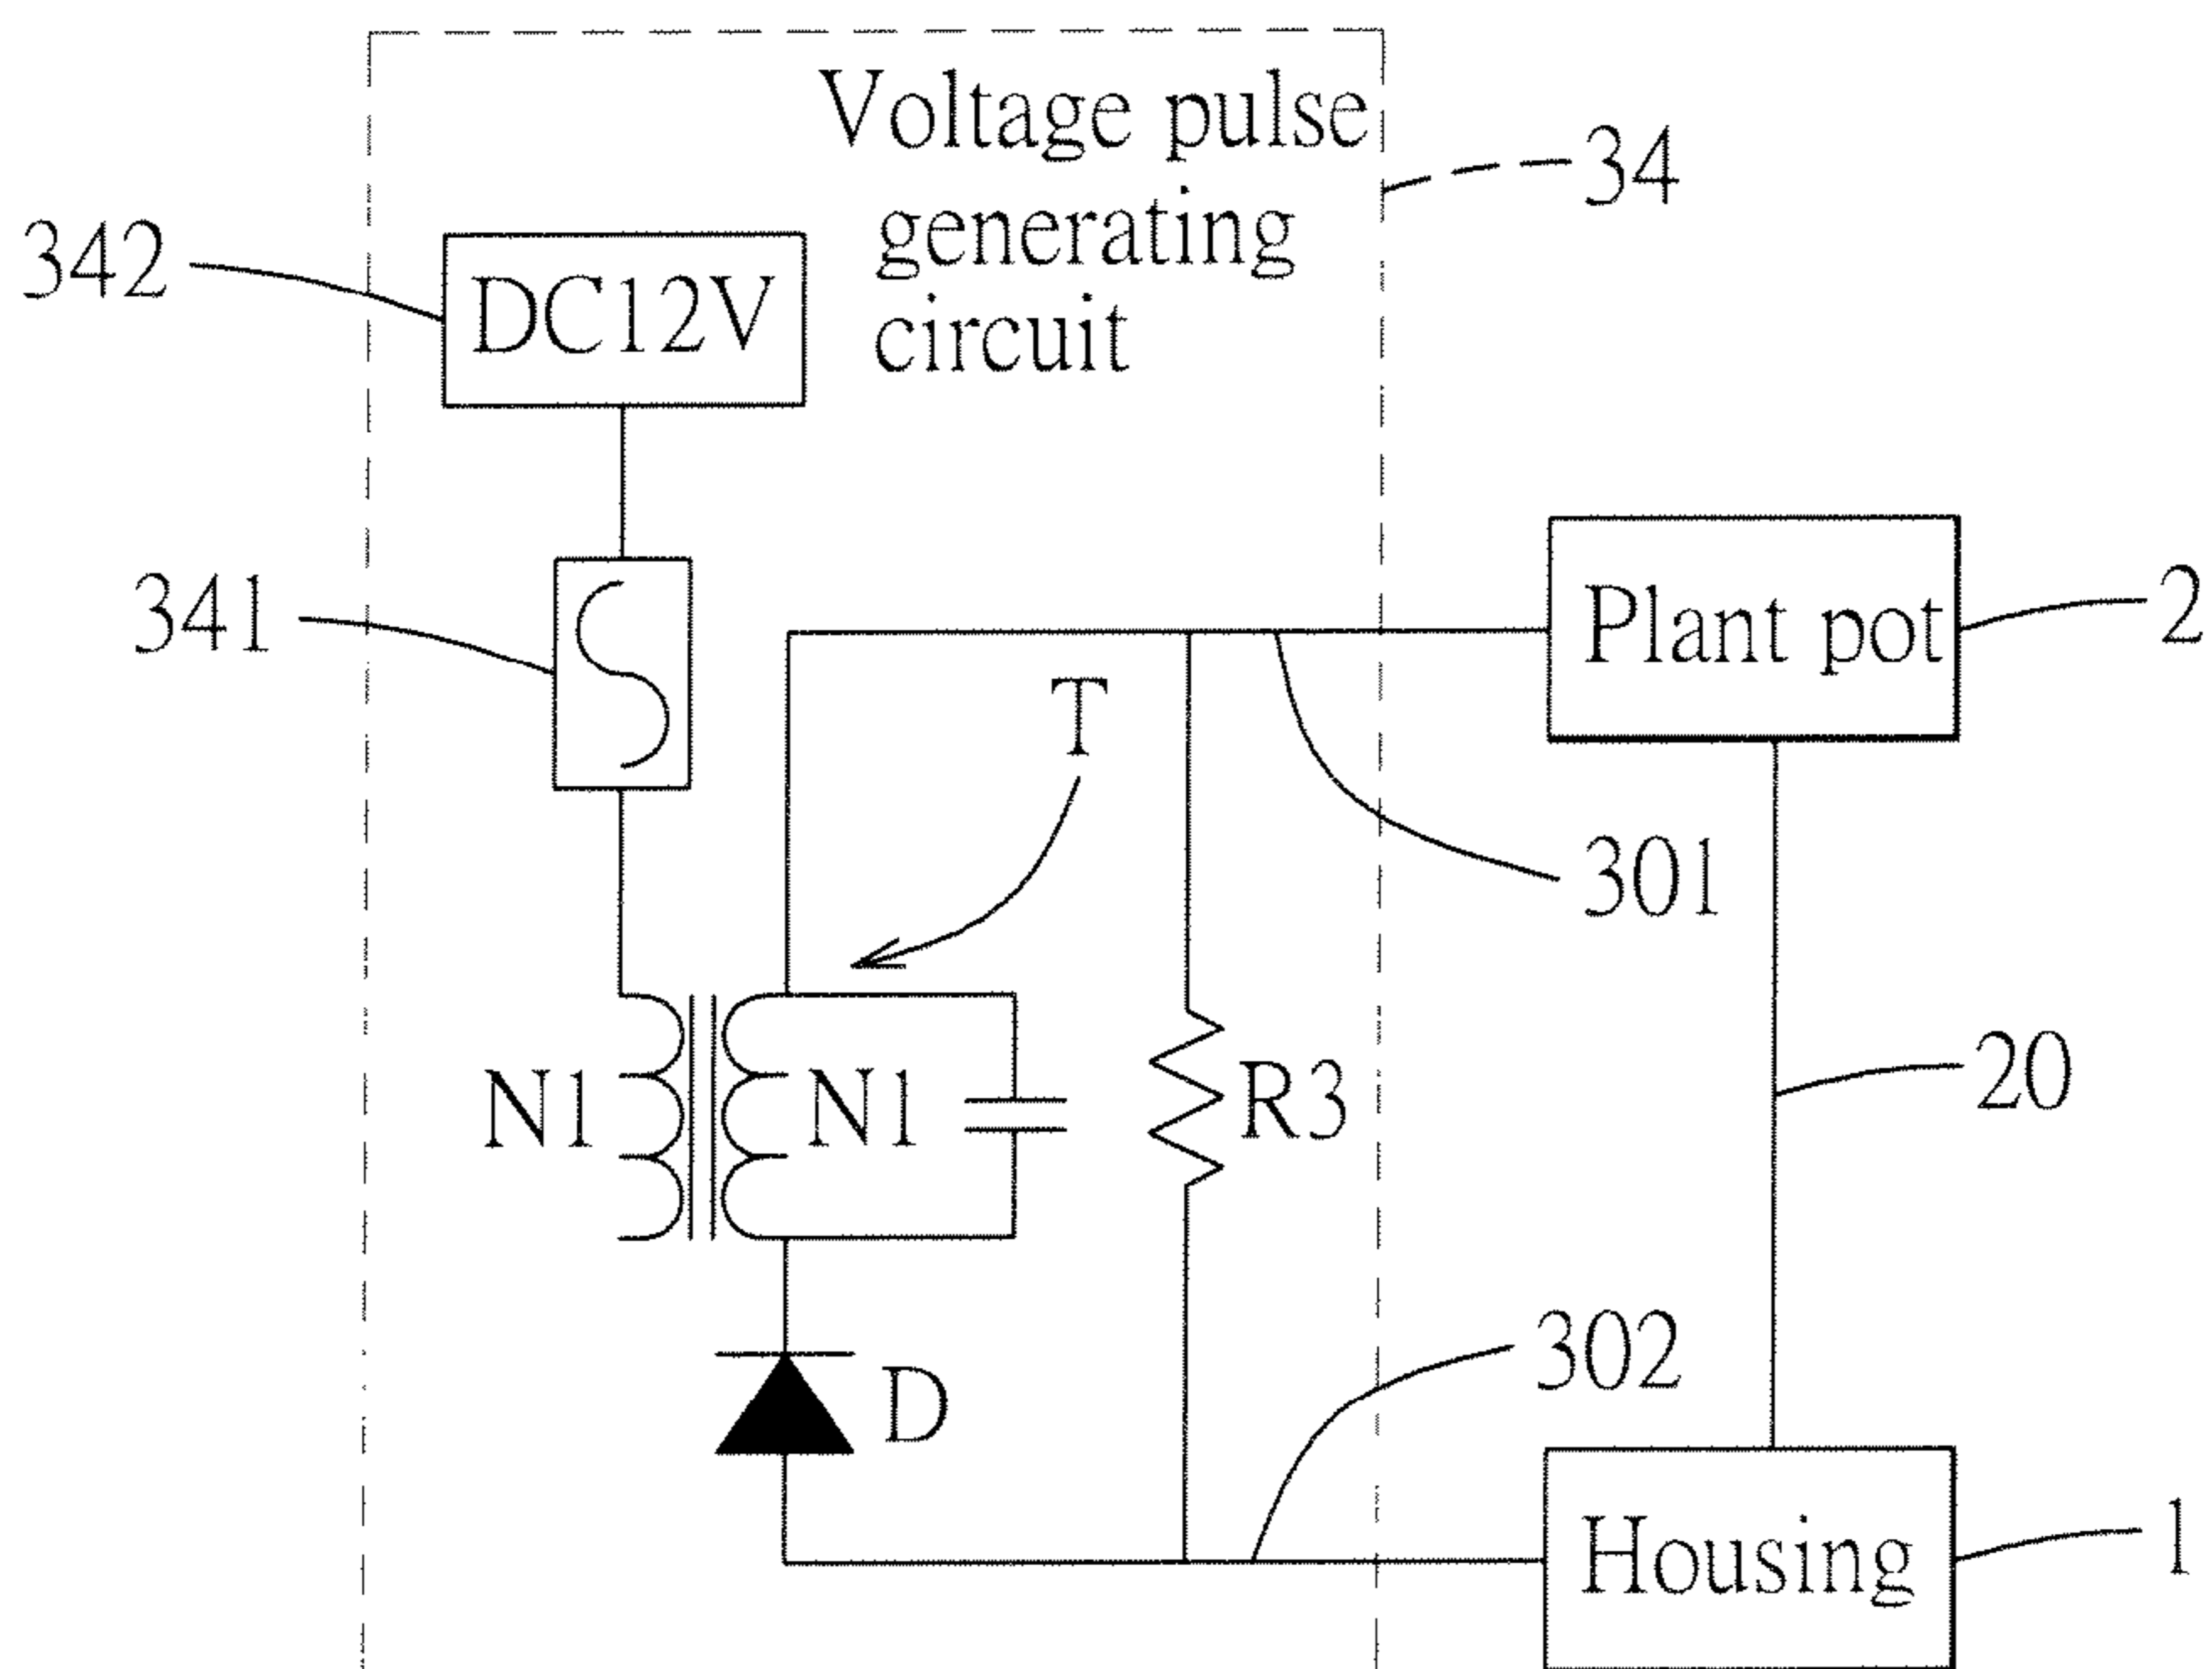 Voltage pulse
generating
circuit
34
342
DC12V
341
Plant pot
2
T
301
N1
N1
R3
20
302
D
Housing
1